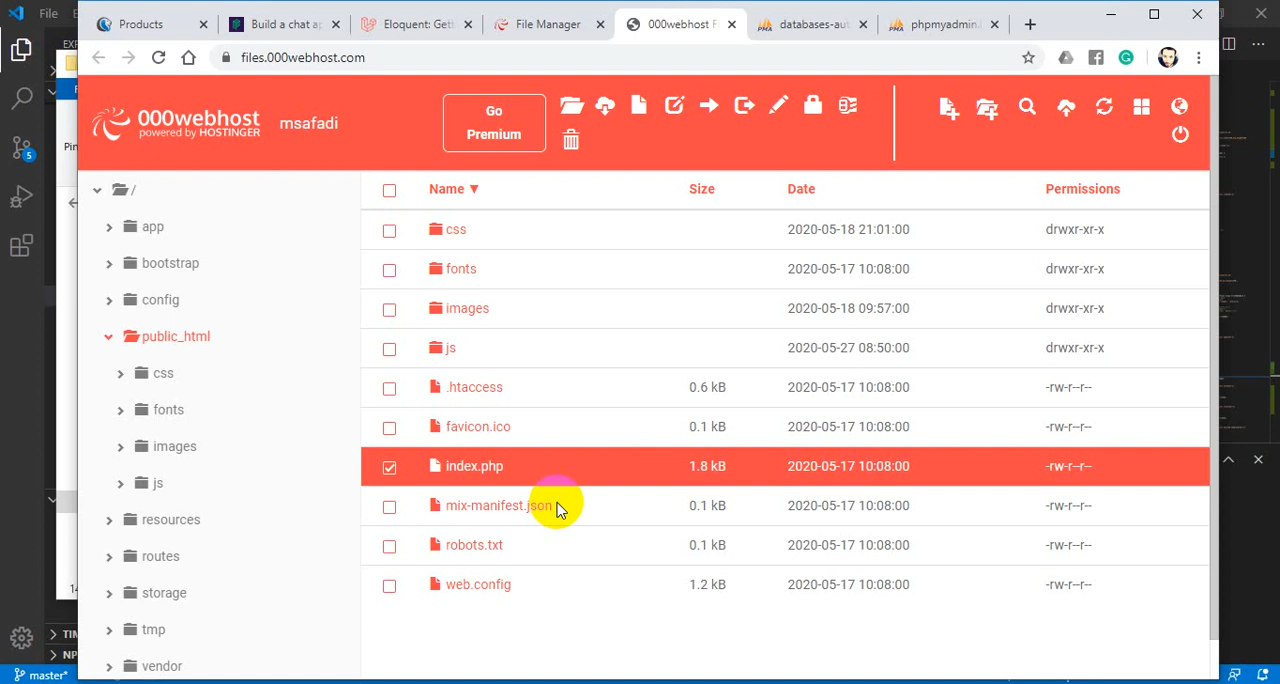 File
Products
Build a chat ap
Eloquent: Gett
File Manager
000webhost F
databases-aut
phpmyadmin.
files.000webhost.com
000webhost
powered by HOSTINGER
msafadi
Go
Premium
Name ▼ Size Date Permissions
/
app
bootstrap
config
public_html
css
fonts
images
js
resources
routes
storage
tmp
vendor
css 2020-05-18 21:01:00 drwxr-xr-x
fonts 2020-05-17 10:08:00 drwxr-xr-x
images 2020-05-18 09:57:00 drwxr-xr-x
js 2020-05-27 08:50:00 drwxr-xr-x
.htaccess 0.6 kB 2020-05-17 10:08:00 -rw-r--r--
favicon.ico 0.1 kB 2020-05-17 10:08:00 -rw-r--r--
index.php 1.8 kB 2020-05-17 10:08:00 -rw-r--r--
mix-manifest.json 0.1 kB 2020-05-17 10:08:00 -rw-r--r--
robots.txt 0.1 kB 2020-05-17 10:08:00 -rw-r--r--
web.config 1.2 kB 2020-05-17 10:08:00 -rw-r--r--
EXP
Pin
5
14
TIM
NP
master*